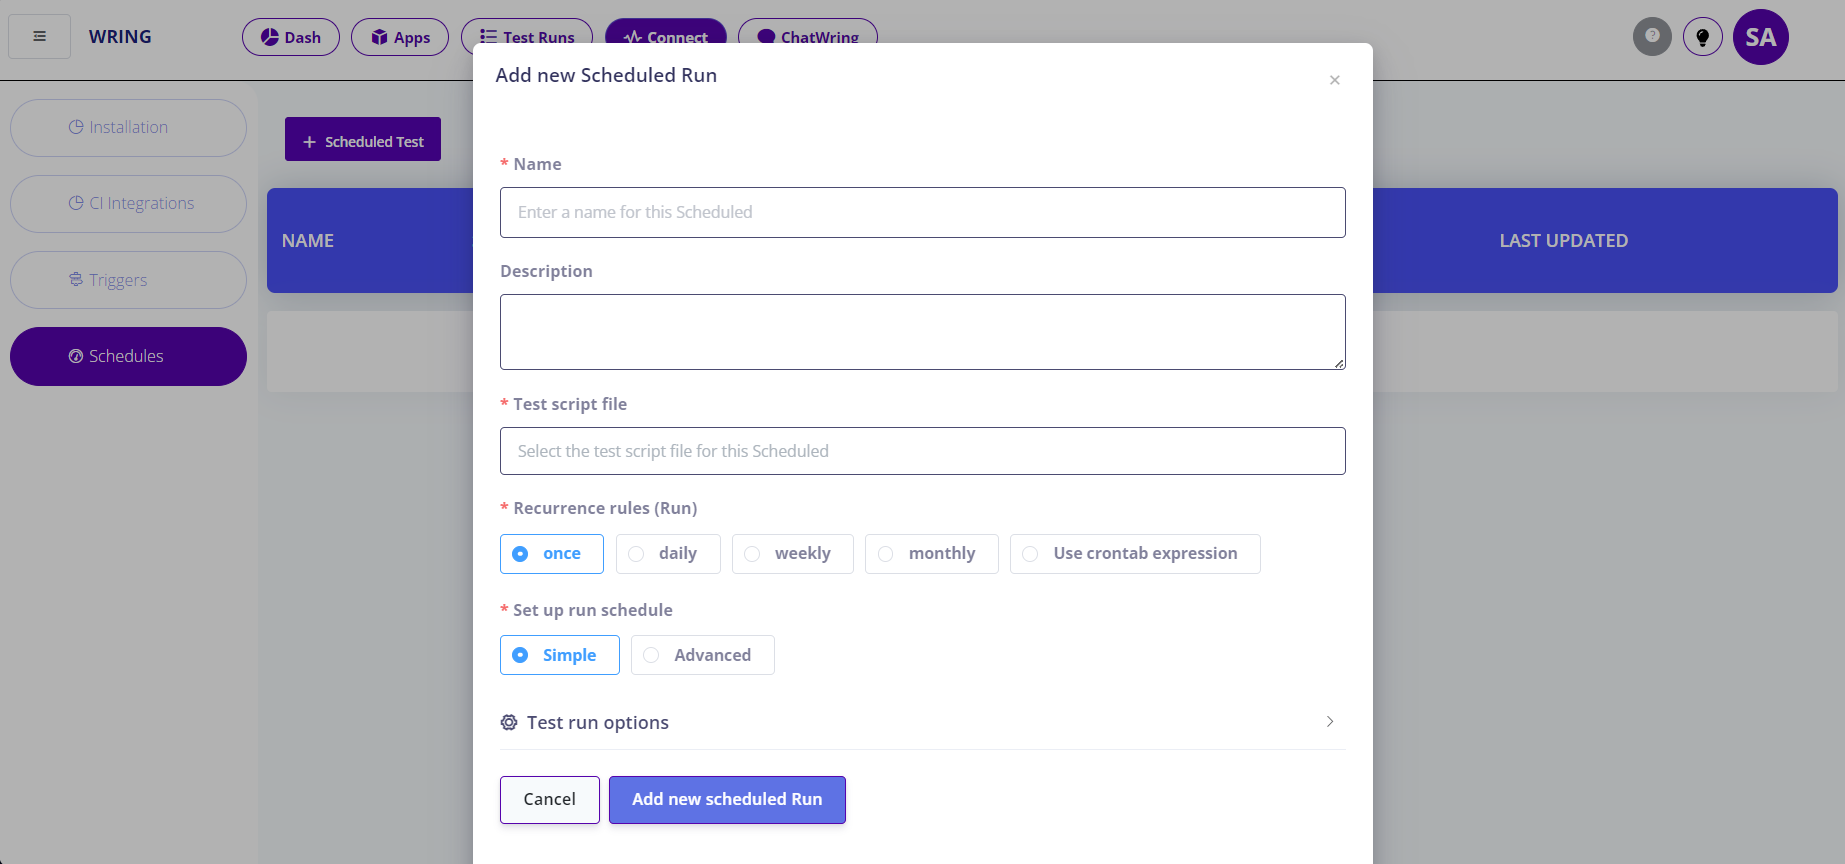 WRING
Dash
Apps
Test Runs
Connect
ChatWring
?
SA
Installation
CI Integrations
Triggers
Schedules
+ Scheduled Test
NAME
LAST UPDATED
Add new Scheduled Run
×
* Name
Enter a name for this Scheduled
Description
* Test script file
Select the test script file for this Scheduled
* Recurrence rules (Run)
once daily weekly monthly Use crontab expression
* Set up run schedule
Simple Advanced
Test run options
Cancel Add new scheduled Run